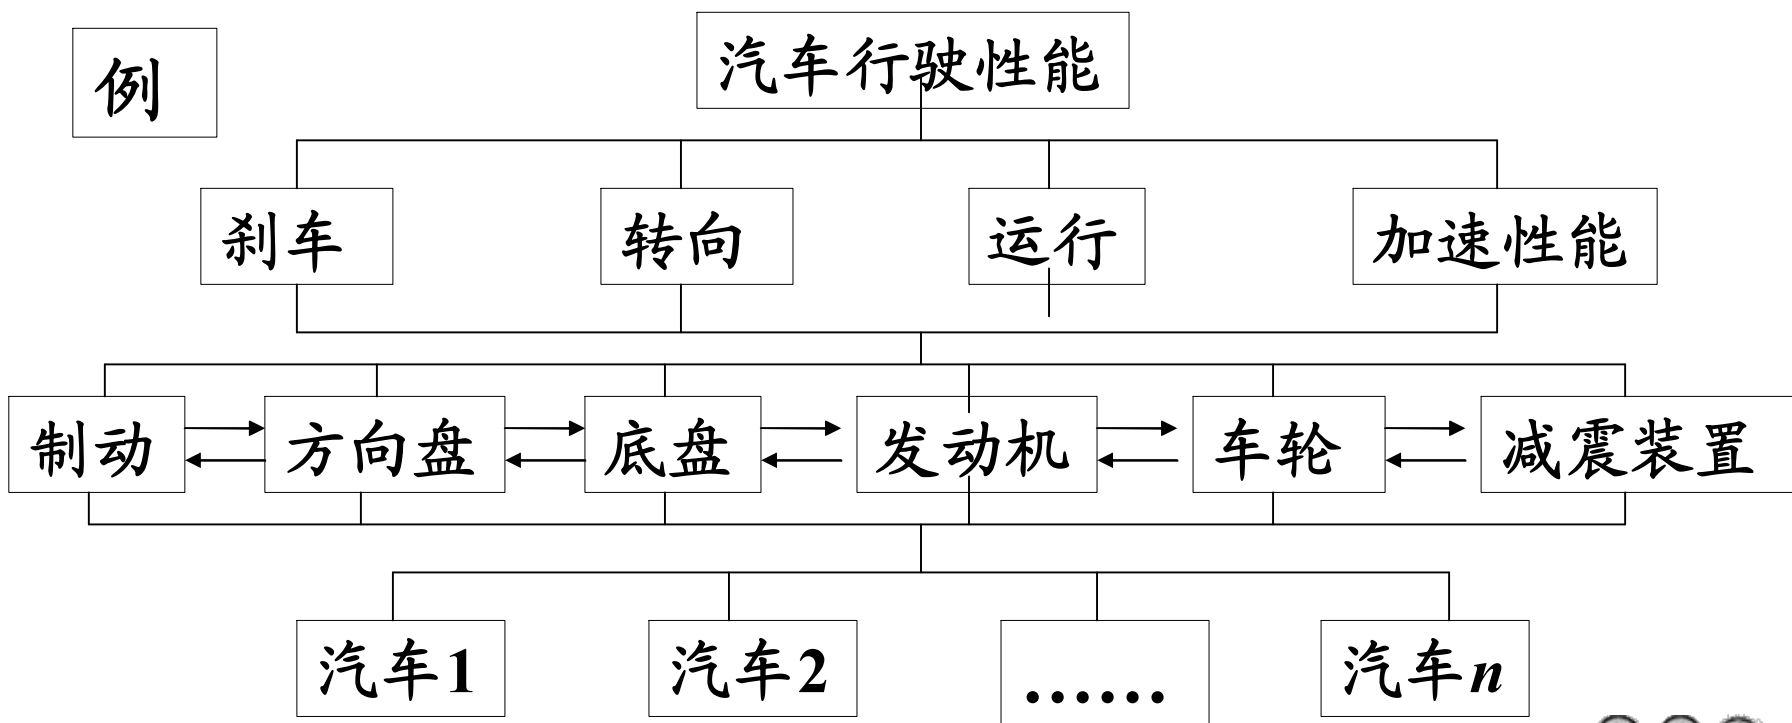 例
汽车行驶性能
刹车 转向 运行 加速性能
制动 方向盘 底盘 发动机 车轮 减震装置
汽车1 汽车2 …… 汽车n